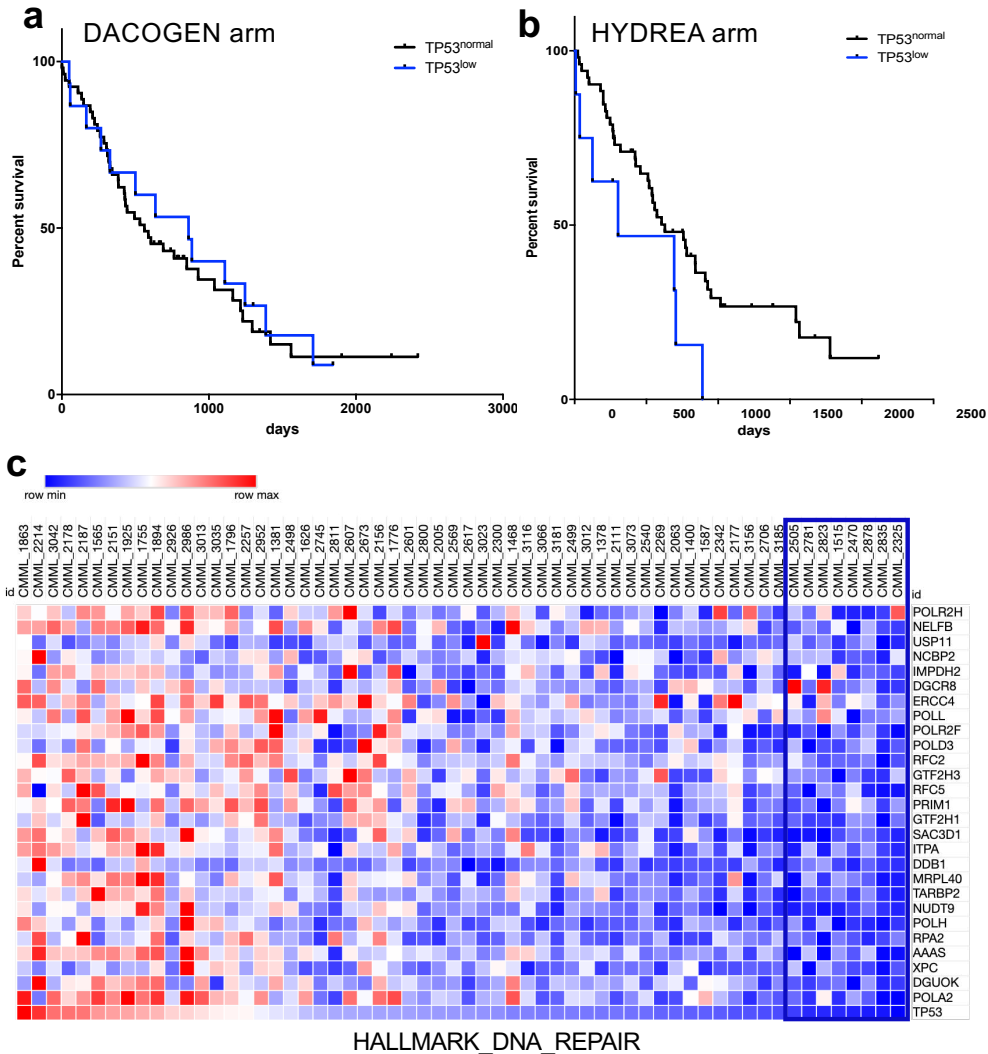 a
DACOGEN arm
TP53normal
TP53low
Percent survival
100
50
0
0 1000 2000 3000
days
b
HYDREA arm
TP53normal
TP53low
Percent survival
100
50
0
0 500 1000 1500 2000 2500
days
c
row min row max
id
CMML_1863
CMML_2214
CMML_3042
CMML_2178
CMML_2187
CMML_1565
CMML_2151
CMML_1925
CMML_1755
CMML_1894
CMML_2926
CMML_2986
CMML_3013
CMML_3035
CMML_1796
CMML_2257
CMML_2952
CMML_1381
CMML_2498
CMML_1626
CMML_2745
CMML_2811
CMML_2607
CMML_2673
CMML_2156
CMML_1776
CMML_2601
CMML_2800
CMML_2005
CMML_2569
CMML_2617
CMML_3023
CMML_2300
CMML_1468
CMML_3116
CMML_3066
CMML_3181
CMML_2499
CMML_3012
CMML_1378
CMML_2111
CMML_3073
CMML_2540
CMML_2269
CMML_2063
CMML_1400
CMML_1587
CMML_2342
CMML_2177
CMML_3156
CMML_2706
CMML_3185
CMML_2505
CMML_2781
CMML_2823
CMML_1515
CMML_2470
CMML_2878
CMML_2835
CMML_2325
id
POLR2H
NELFB
USP11
NCBP2
IMPDH2
DGCR8
ERCC4
POLL
POLR2F
POLD3
RFC2
GTF2H3
RFC5
PRIM1
GTF2H1
SAC3D1
ITPA
DDB1
MRPL40
TARBP2
NUDT9
POLH
RPA2
AAAS
XPC
DGUOK
POLA2
TP53
HALLMARK_DNA_REPAIR